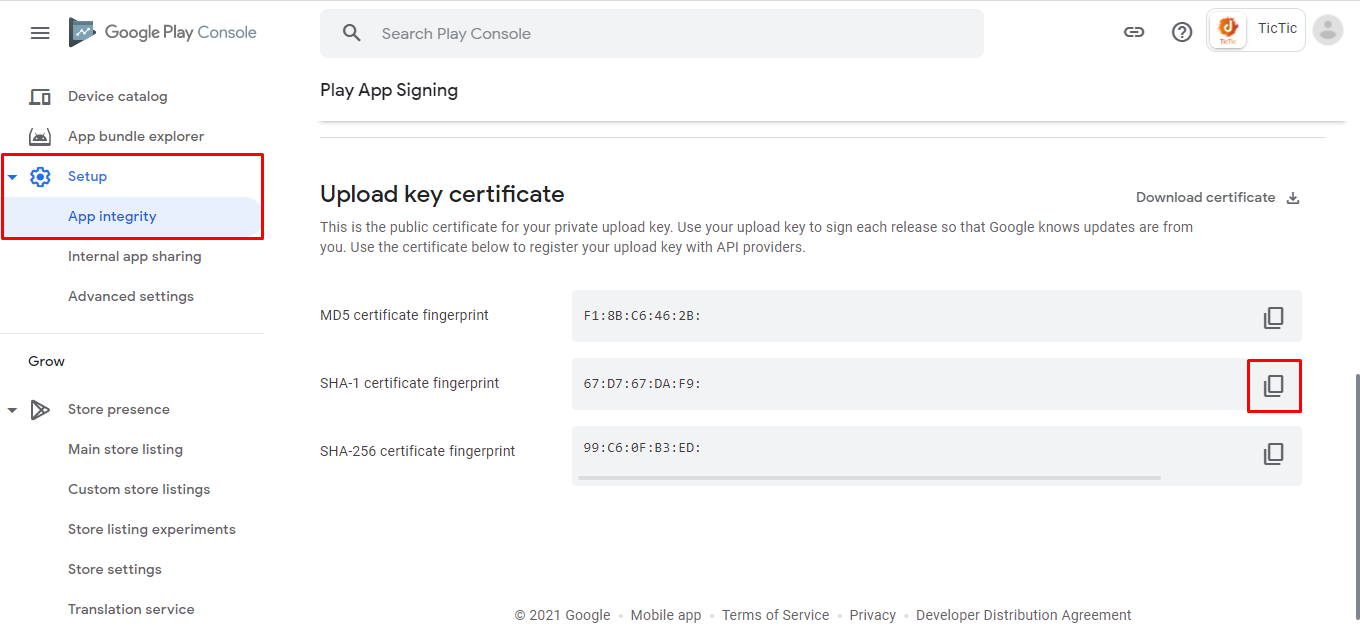 Google Play Console
Search Play Console
TicTic
TicTic
Device catalog
App bundle explorer
Setup
App integrity
Internal app sharing
Advanced settings
Grow
Store presence
Main store listing
Custom store listings
Store listing experiments
Store settings
Translation service
Play App Signing
Upload key certificate
Download certificate
This is the public certificate for your private upload key. Use your upload key to sign each release so that Google knows updates are from
you. Use the certificate below to register your upload key with API providers.
MD5 certificate fingerprint
F1:8B:C6:46:2B:
SHA-1 certificate fingerprint
67:D7:67:DA:F9:
SHA-256 certificate fingerprint
99:C6:0F:B3:ED:
© 2021 Google • Mobile app • Terms of Service • Privacy • Developer Distribution Agreement